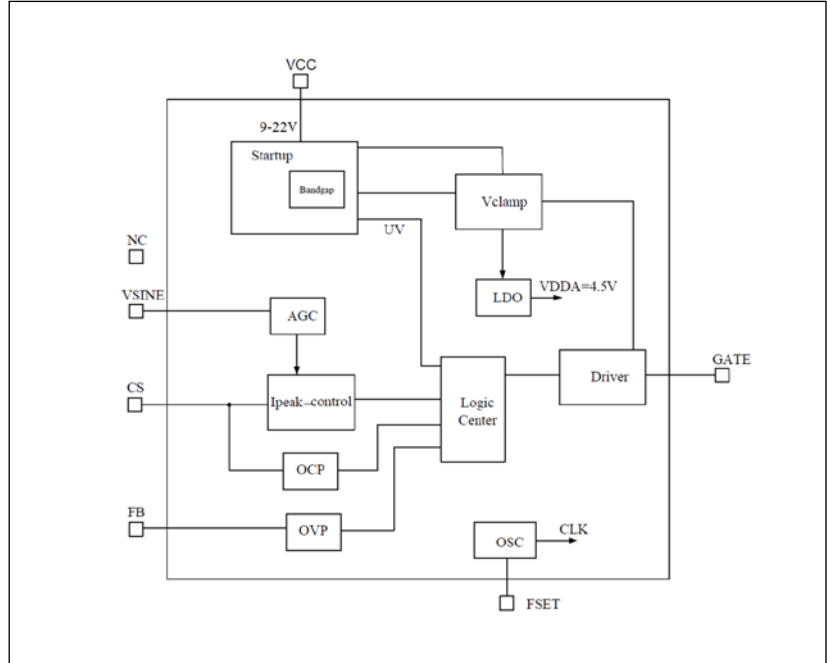 VCC
9-22V
Startup
Bandgap
Vclamp
UV
NC
VSINE
LDO
VDDA=4.5V
AGC
GATE
Driver
CS
Ipeak-control
Logic
Center
OCP
FB
OVP
OSC
CLK
FSET